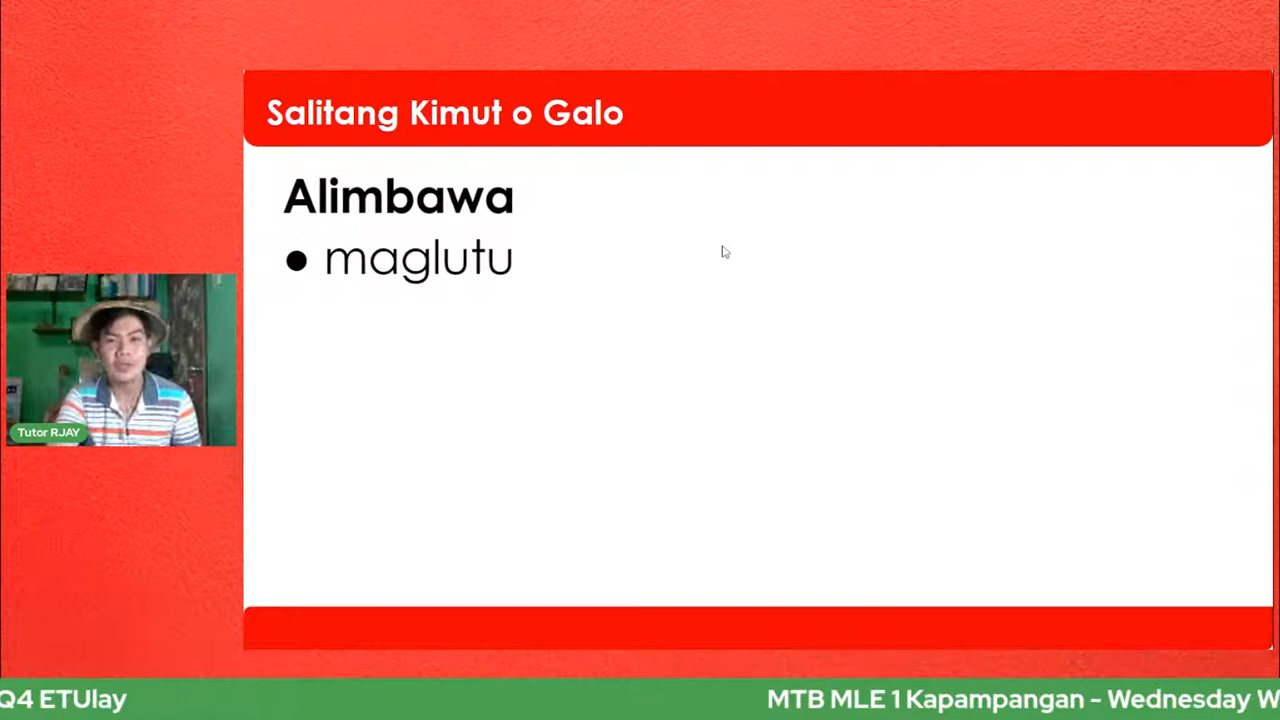 Salitang Kimut o Galo
Alimbawa
● maglutu
Tutor RJAY
Q4 ETUlay
MTB MLE 1 Kapampangan - Wednesday W